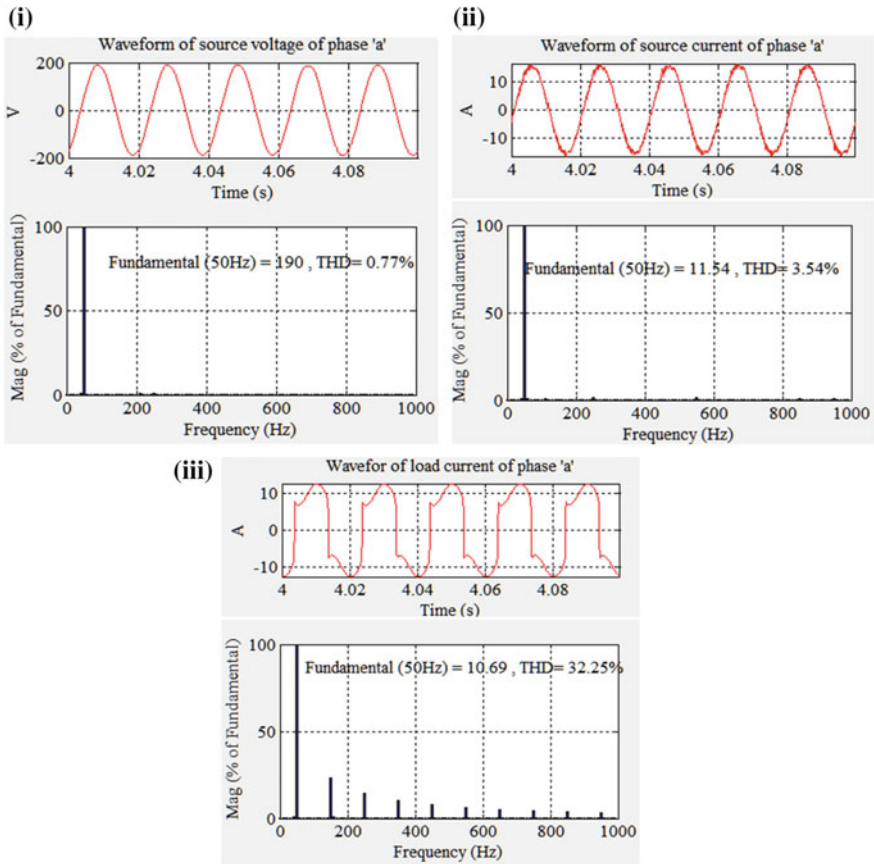 (i)
Waveform of source voltage of phase 'a'
200
0
-200
V
4 4.02 4.04 4.06 4.08
Time (s)
Mag (% of Fundamental)
100
50
0
Fundamental (50Hz) = 190 , THD= 0.77%
0 200 400 600 800 1000
Frequency (Hz)
(ii)
Waveform of source current of phase 'a'
10
0
-10
A
4 4.02 4.04 4.06 4.08
Time (s)
Mag (% of Fundamental)
100
50
0
Fundamental (50Hz) = 11.54 , THD= 3.54%
0 200 400 600 800 1000
Frequency (Hz)
(iii)
Wavefor of load current of phase 'a'
10
0
-10
A
4 4.02 4.04 4.06 4.08
Time (s)
Mag (% of Fundamental)
100
50
0
Fundamental (50Hz) = 10.69 , THD= 32.25%
0 200 400 600 800 1000
Frequency (Hz)